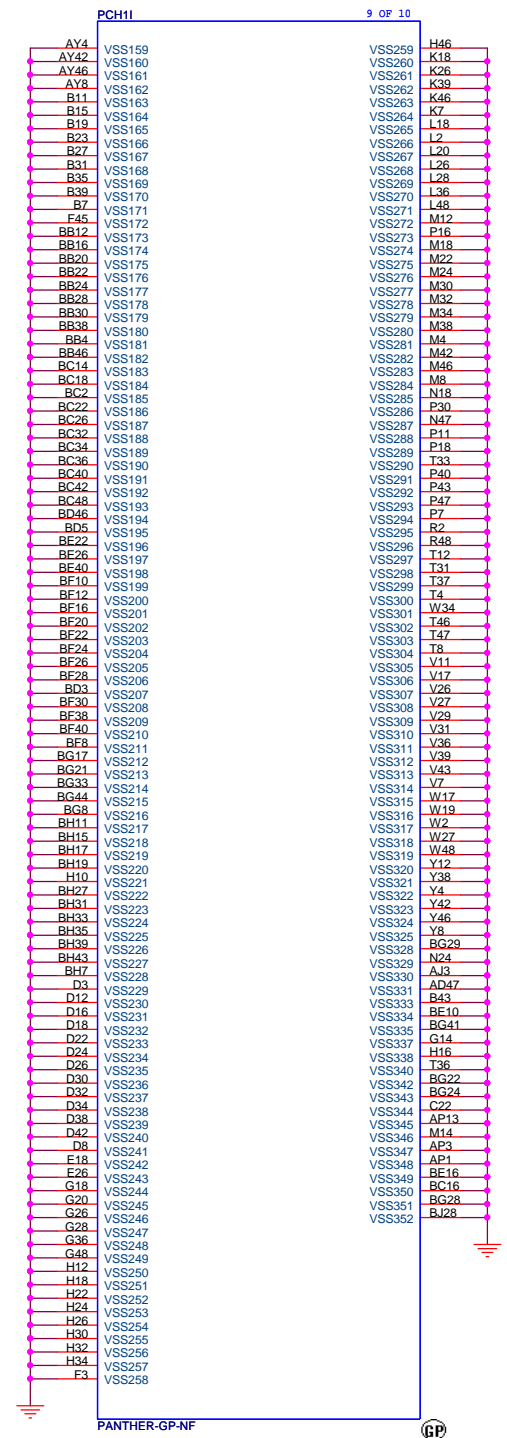 PCH1I 9 OF 10
AY4 VSS159 VSS259 H46
AY42 VSS160 VSS260 K18
AY46 VSS161 VSS261 K26
AY8 VSS162 VSS262 K39
B11 VSS163 VSS263 K46
B15 VSS164 VSS264 K7
B19 VSS165 VSS265 L18
B23 VSS166 VSS266 L2
B27 VSS167 VSS267 L20
B31 VSS168 VSS268 L26
B35 VSS169 VSS269 L28
B39 VSS170 VSS270 L36
B7 VSS171 VSS271 L48
F45 VSS172 VSS272 M12
BB12 VSS173 VSS273 P16
BB16 VSS174 VSS274 M18
BB20 VSS175 VSS275 M22
BB22 VSS176 VSS276 M24
BB24 VSS177 VSS277 M30
BB28 VSS178 VSS278 M32
BB30 VSS179 VSS279 M34
BB38 VSS180 VSS280 M38
BB4 VSS181 VSS281 M4
BB46 VSS182 VSS282 M42
BC14 VSS183 VSS283 M46
BC18 VSS184 VSS284 M8
BC2 VSS185 VSS285 N18
BC22 VSS186 VSS286 P30
BC26 VSS187 VSS287 N47
BC32 VSS188 VSS288 P11
BC34 VSS189 VSS289 P18
BC36 VSS190 VSS290 T33
BC40 VSS191 VSS291 P40
BC42 VSS192 VSS292 P43
BC48 VSS193 VSS293 P47
BD46 VSS194 VSS294 P7
BD5 VSS195 VSS295 R2
BE22 VSS196 VSS296 R48
BE26 VSS197 VSS297 T12
BE40 VSS198 VSS298 T31
BF10 VSS199 VSS299 T37
BF12 VSS200 VSS300 T4
BF16 VSS201 VSS301 W34
BF20 VSS202 VSS302 T46
BF22 VSS203 VSS303 T47
BF24 VSS204 VSS304 T8
BF26 VSS205 VSS305 V11
BF28 VSS206 VSS306 V17
BD3 VSS207 VSS307 V26
BF30 VSS208 VSS308 V27
BF38 VSS209 VSS309 V29
BF40 VSS210 VSS310 V31
BF8 VSS211 VSS311 V36
BG17 VSS212 VSS312 V39
BG21 VSS213 VSS313 V43
BG33 VSS214 VSS314 V7
BG44 VSS215 VSS315 W17
BG8 VSS216 VSS316 W19
BH11 VSS217 VSS317 W2
BH15 VSS218 VSS318 W27
BH17 VSS219 VSS319 W48
BH19 VSS220 VSS320 Y12
H10 VSS221 VSS321 Y38
BH27 VSS222 VSS322 Y4
BH31 VSS223 VSS323 Y42
BH33 VSS224 VSS324 Y46
BH35 VSS225 VSS325 Y8
BH39 VSS226 VSS328 BG29
BH43 VSS227 VSS329 N24
BH7 VSS228 VSS330 AJ3
D3 VSS229 VSS331 AD47
D12 VSS230 VSS333 B43
D16 VSS231 VSS334 BE10
D18 VSS232 VSS335 BG41
D22 VSS233 VSS337 G14
D24 VSS234 VSS338 H16
D26 VSS235 VSS340 T36
D30 VSS236 VSS342 BG22
D32 VSS237 VSS343 BG24
D34 VSS238 VSS344 C22
D38 VSS239 VSS345 AP13
D42 VSS240 VSS346 M14
D8 VSS241 VSS347 AP3
E18 VSS242 VSS348 AP1
E26 VSS243 VSS349 BE16
G18 VSS244 VSS350 BC16
G20 VSS245 VSS351 BG28
G26 VSS246 VSS352 BJ28
G28 VSS247
G36 VSS248
G48 VSS249
H12 VSS250
H18 VSS251
H22 VSS252
H24 VSS253
H26 VSS254
H30 VSS255
H32 VSS256
H34 VSS257
F3 VSS258
PANTHER-GP-NF GP